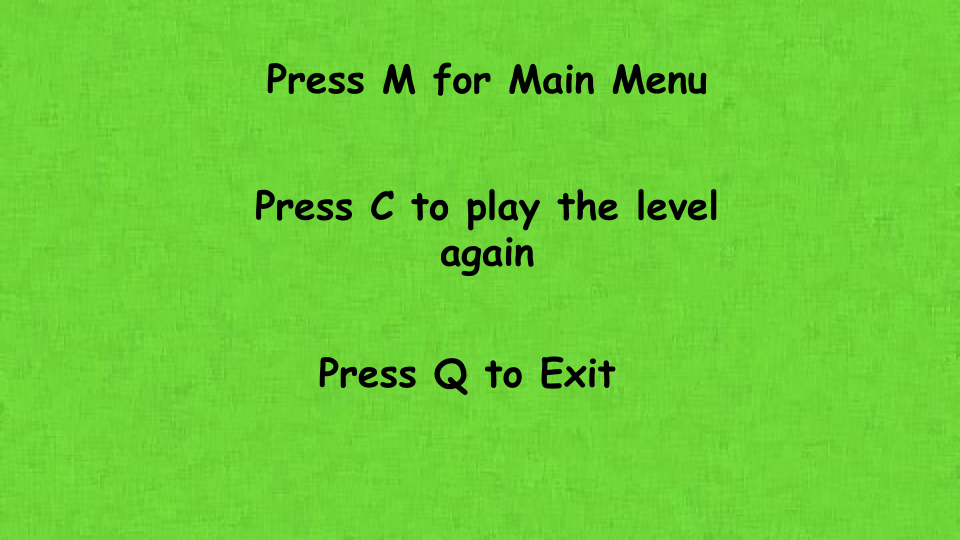 Press M for Main Menu
Press C to play the level
again
Press Q to Exit